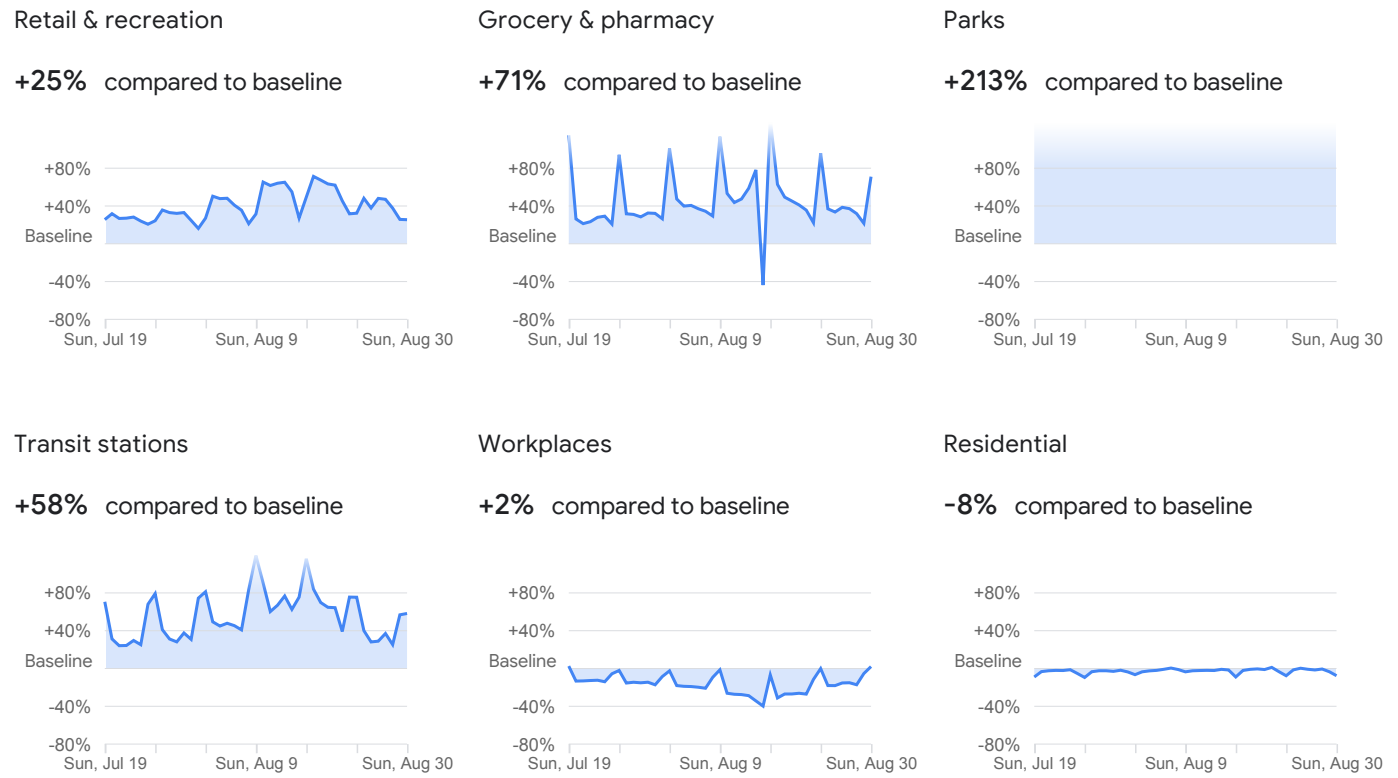 Retail & recreation
+25% compared to baseline
+80%
+40%
Baseline
-40%
-80%
Sun, Jul 19
Sun, Aug 9
Sun, Aug 30
Grocery & pharmacy
+71% compared to baseline
+80%
+40%
Baseline
-40%
-80%
Sun, Jul 19
Sun, Aug 9
Sun, Aug 30
Parks
+213% compared to baseline
+80%
+40%
Baseline
-40%
-80%
Sun, Jul 19
Sun, Aug 9
Sun, Aug 30
Transit stations
+58% compared to baseline
+80%
+40%
Baseline
-40%
-80%
Sun, Jul 19
Sun, Aug 9
Sun, Aug 30
Workplaces
+2% compared to baseline
+80%
+40%
Baseline
-40%
-80%
Sun, Jul 19
Sun, Aug 9
Sun, Aug 30
Residential
-8% compared to baseline
+80%
+40%
Baseline
-40%
-80%
Sun, Jul 19
Sun, Aug 9
Sun, Aug 30